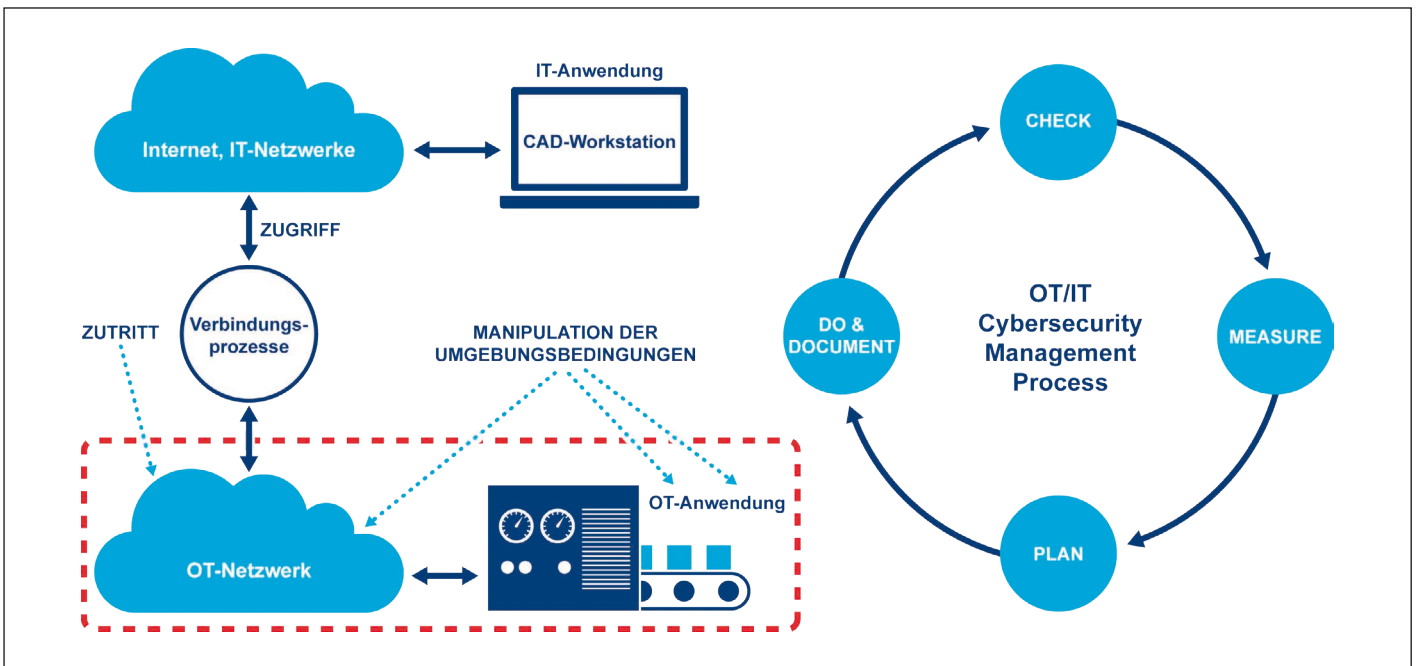 IT-Anwendung
CAD-Workstation
Internet, IT-Netzwerke
ZUGRIFF
Verbindungs-
prozesse
ZUTRITT
MANIPULATION DER
UMGEBUNGSBEDINGUNGEN
OT-Anwendung
OT-Netzwerk
CHECK
MEASURE
PLAN
DO &
DOCUMENT
OT/IT
Cybersecurity
Management
Process